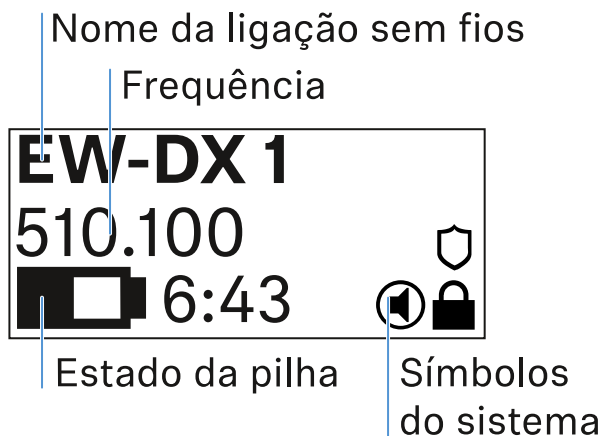 Nome da ligação sem fios
Frequência
EW-DX 1
510.100
6:43
Estado da pilha
Símbolos
do sistema